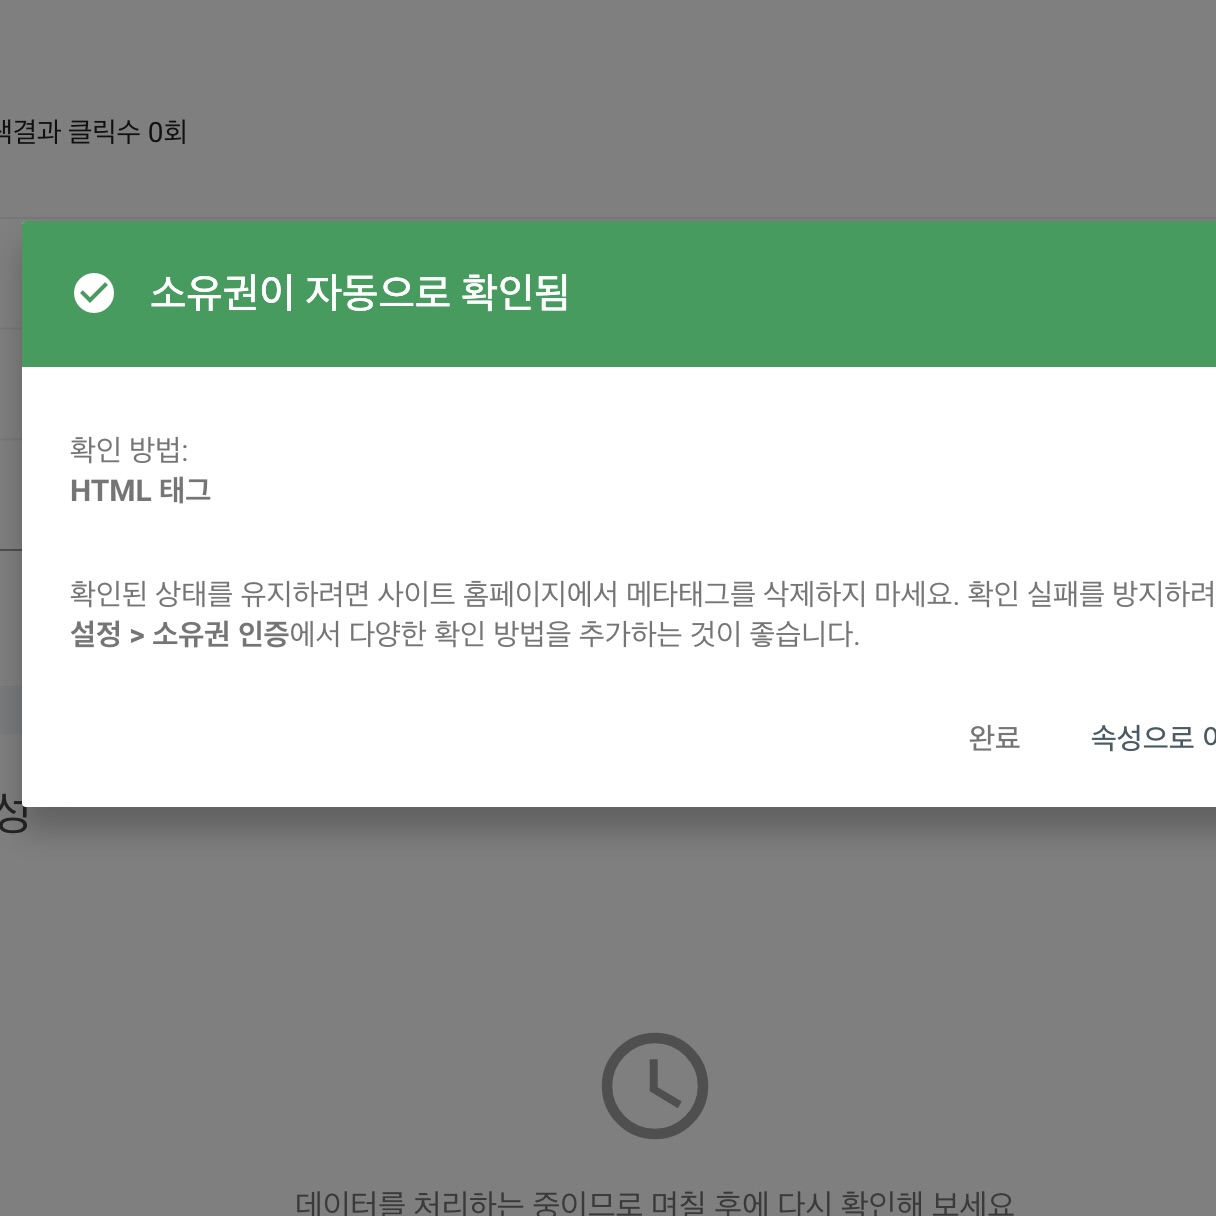 클릭수 0회
소유권이 자동으로 확인됨
확인 방법:
HTML 태그
확인된 상태를 유지하려면 사이트 홈페이지에서 메타태그를 삭제하지 마세요. 확인 실패를 방지하려
설정 > 소유권 인증에서 다양한 확인 방법을 추가하는 것이 좋습니다.
완료 속성으로
성
데이터를 처리하는 중이므로 며칠 후에 다시 확인해 보세요